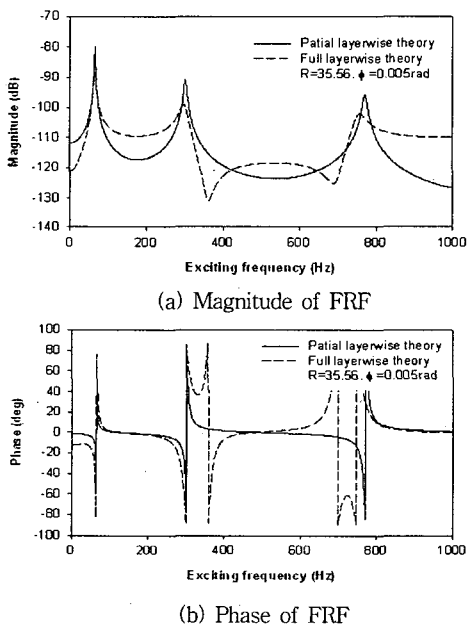 -70
-80
-90
-100
-110
-120
-130
-140
Magnitude (dB)
Patial layerwise theory
Full layerwise theory
R=35.56. ϕ=0.005rad
0 200 400 600 800 1000
Exciting frequency (Hz)
(a) Magnitude of FRF
100
80
60
40
20
0
-20
-40
-60
-80
-100
Phase (deg)
Patial layerwise theory
Full layerwise theory
R=35.56. ϕ=0.005rad
0 200 400 600 800 1000
Exciting frequency (Hz)
(b) Phase of FRF